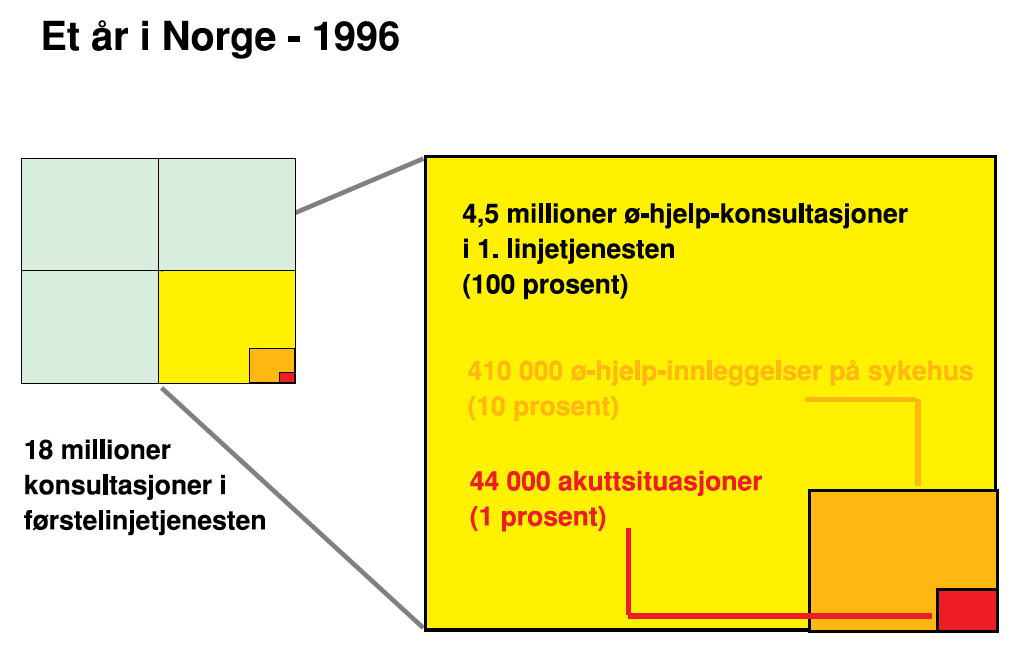 Et år i Norge - 1996
4,5 millioner ø-hjelp-konsultasjoner
i 1. linjetjenesten
(100 prosent)
410 000 ø-hjelp-innleggelser på sykehus
(10 prosent)
44 000 akuttsituasjoner
(1 prosent)
18 millioner
konsultasjoner i
førstelinjetjenesten